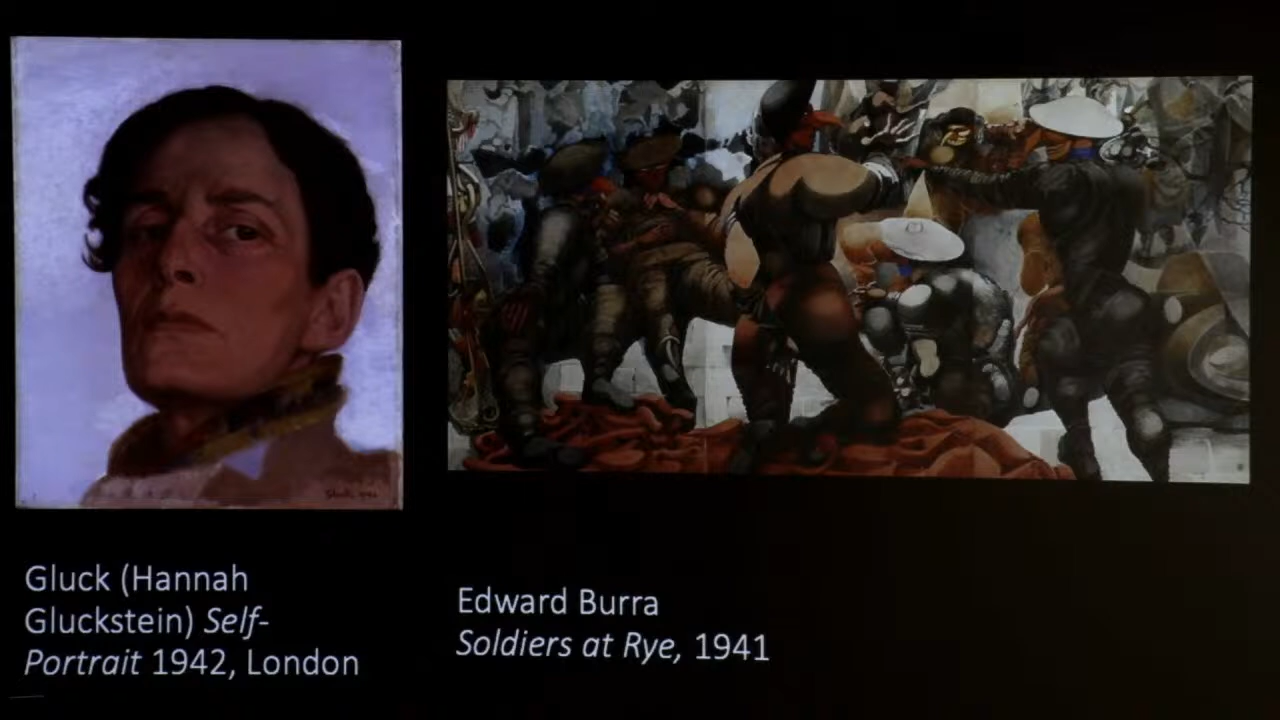 Gluck (Hannah
Gluckstein) Self-
Portrait 1942, London
Edward Burra
Soldiers at Rye, 1941